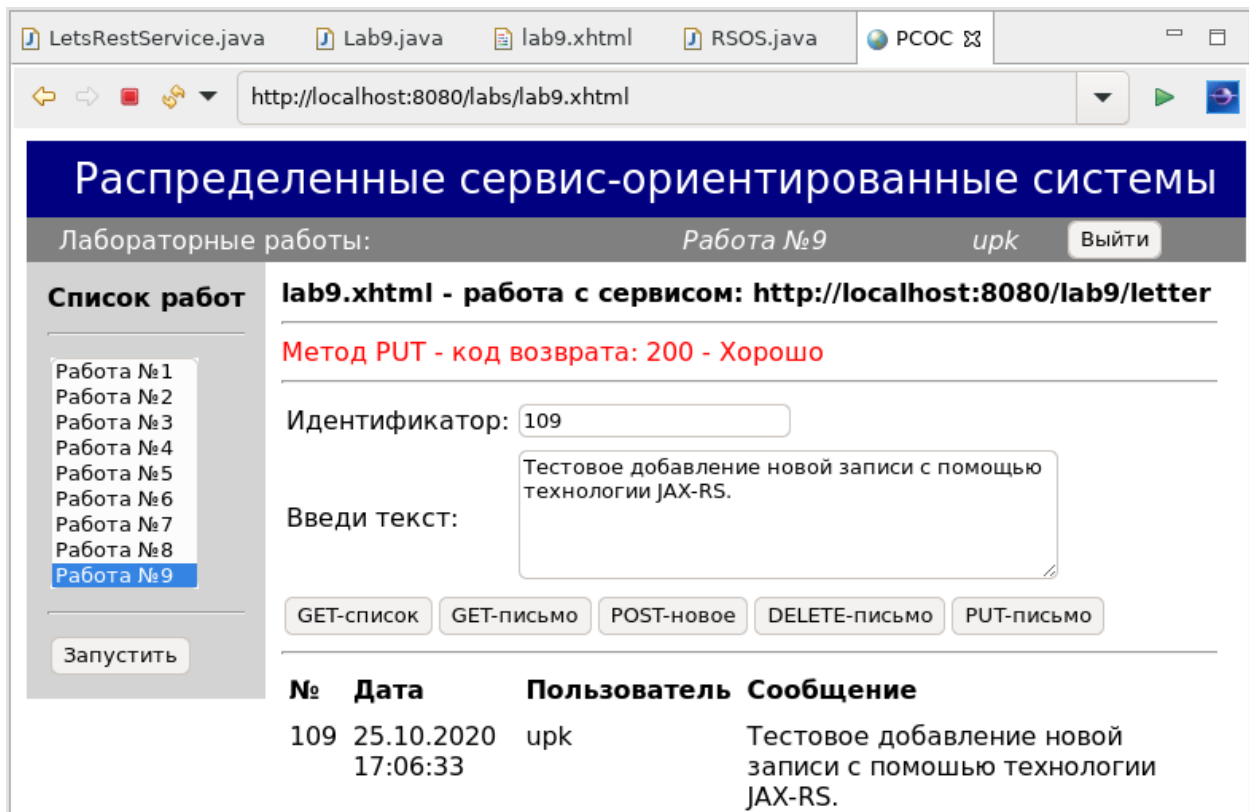 LetsRestService.java Lab9.java lab9.xhtml RSOS.java PCOC
http://localhost:8080/labs/lab9.xhtml
Распределенные сервис-ориентированные системы
Лабораторные работы: Работа №9 upk Выйти
Список работ
Работа №1
Работа №2
Работа №3
Работа №4
Работа №5
Работа №6
Работа №7
Работа №8
Работа №9
Запустить
lab9.xhtml - работа с сервисом: http://localhost:8080/lab9/letter
Метод PUT - код возврата: 200 - Хорошо
Идентификатор: 109
Введи текст:
Тестовое добавление новой записи с помощью
технологии JAX-RS.
GET-список GET-письмо POST-новое DELETE-письмо PUT-письмо
№ Дата Пользователь Сообщение
109 25.10.2020 upk Тестовое добавление новой
17:06:33 записи с помошью технологии
JAX-RS.